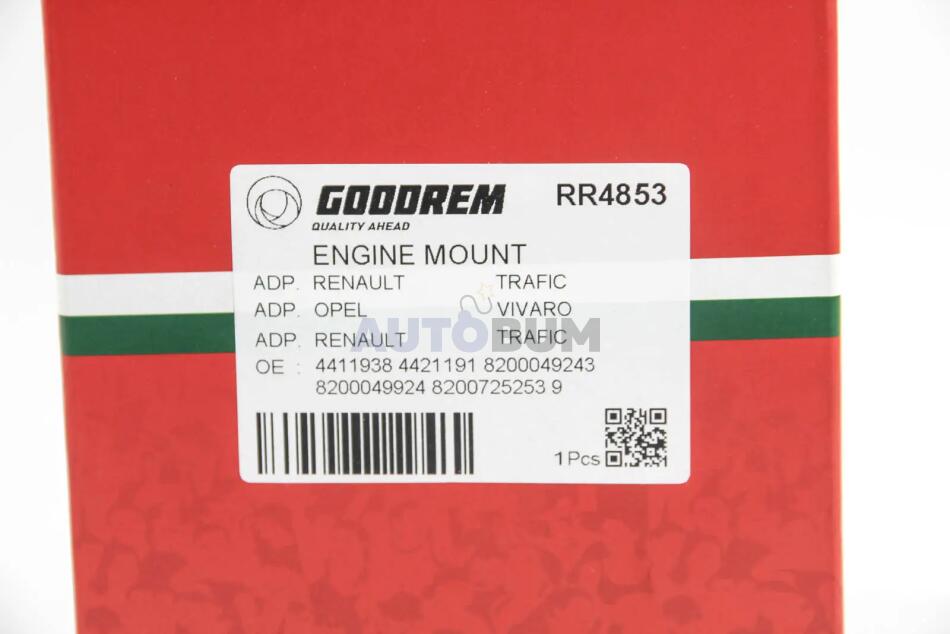 GOODREM
RR4853
QUALITY AHEAD
ENGINE MOUNT
ADP. RENAULT TRAFIC
ADP. OPEL VIVARO
AUTOBUM
ADP. RENAULT TRAFIC
OE : 4411938 4421191 8200049243
8200049924 8200725253 9
1Pcs